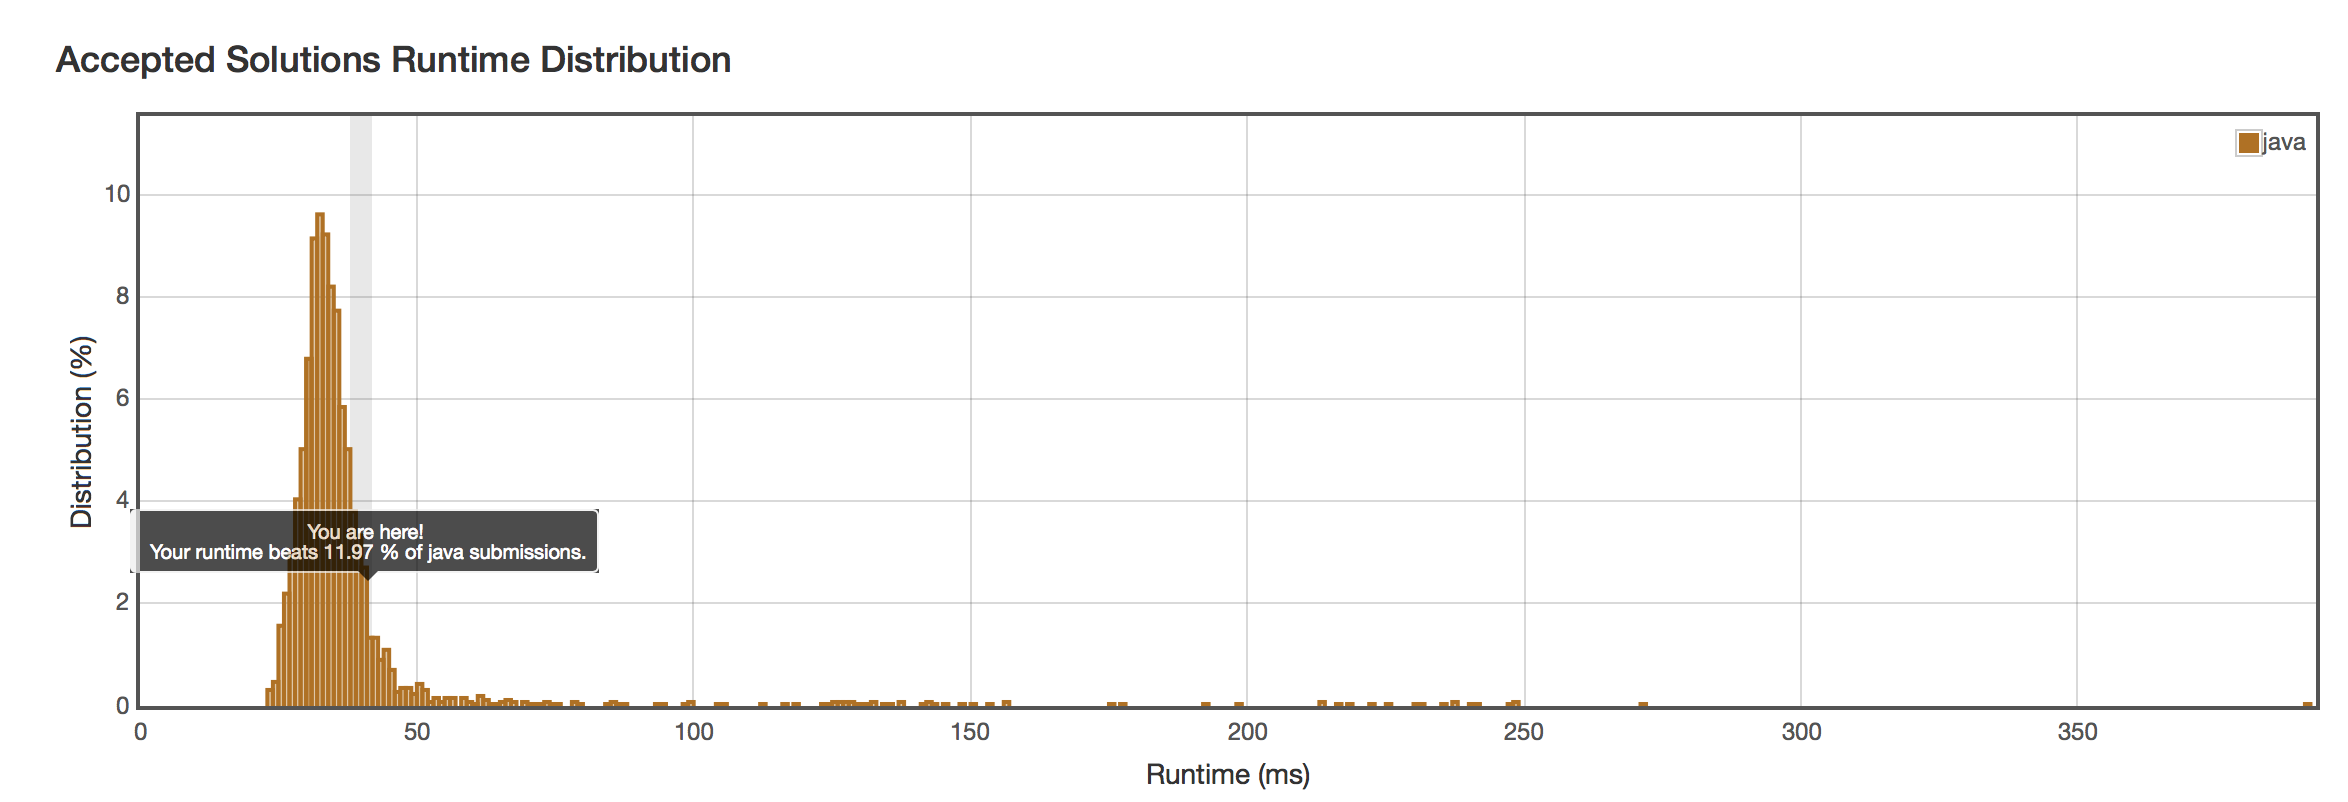 Accepted Solutions Runtime Distribution
java
10
8
6
4
2
0
Distribution (%)
You are here!
Your runtime beats 11.97 % of java submissions.
0 50 100 150 200 250 300 350
Runtime (ms)